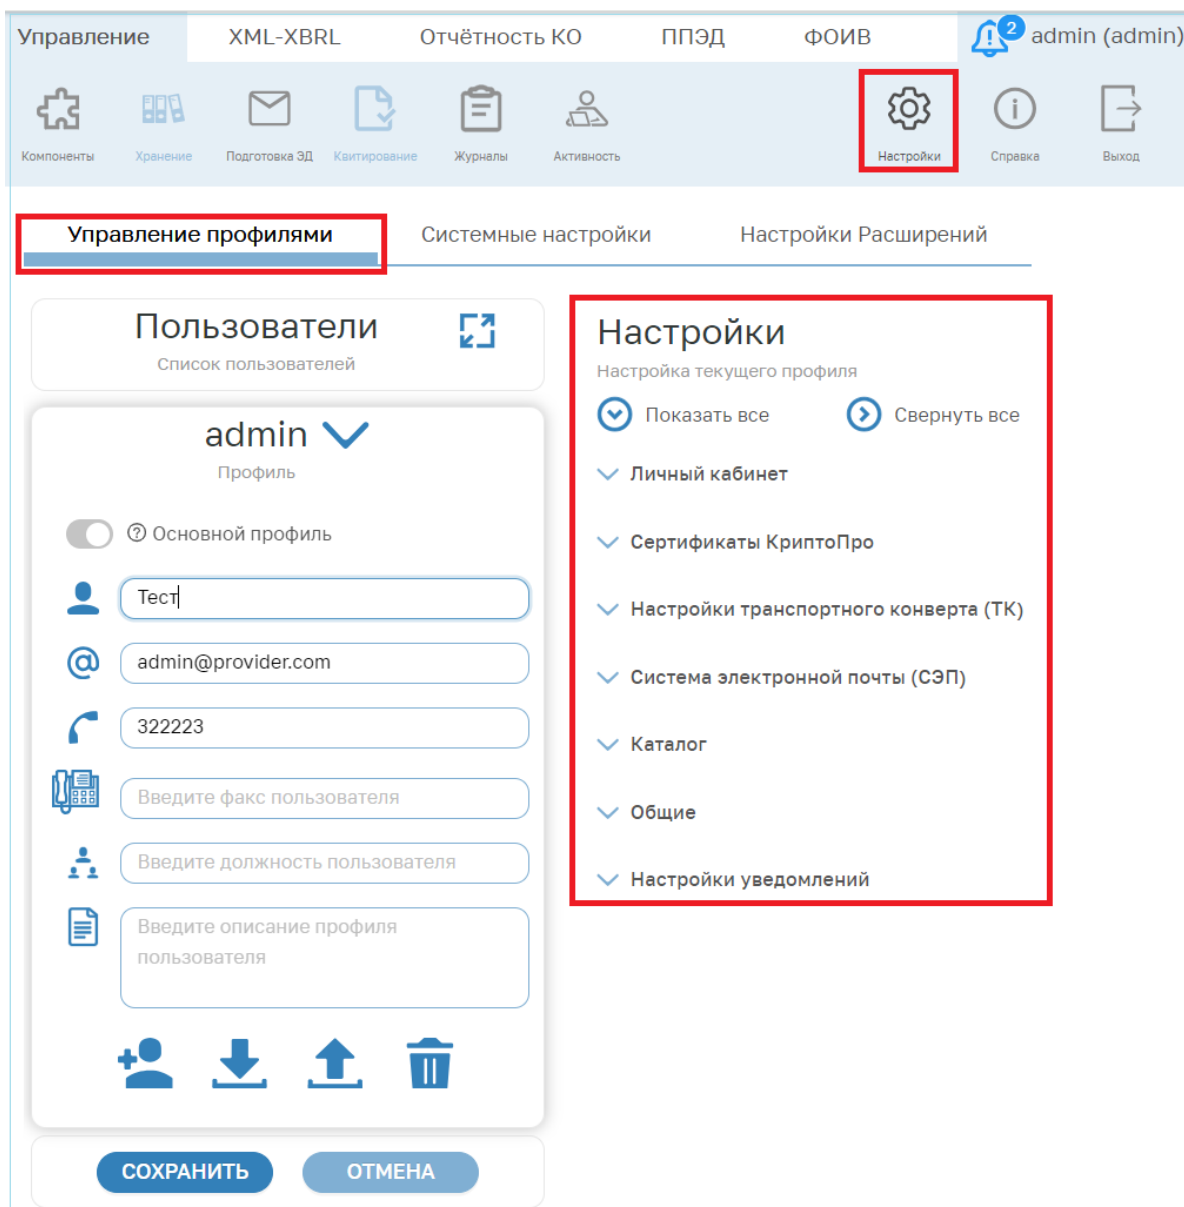 Управление XML-XBRL Отчётность КО ППЭД ФОИВ 2 admin (admin)
Компоненты Хранение Подготовка ЭД Квитирование Журналы Активность Настройки Справка Выход
Управление профилями Системные настройки Настройки Расширений
Пользователи
Список пользователей
admin
Профиль
Основной профиль
Тест
admin@provider.com
322223
Введите факс пользователя
Введите должность пользователя
Введите описание профиля
пользователя
СОХРАНИТЬ ОТМЕНА
Настройки
Настройка текущего профиля
Показать все Свернуть все
Личный кабинет
Сертификаты КриптоПро
Настройки транспортного конверта (ТК)
Система электронной почты (СЭП)
Каталог
Общие
Настройки уведомлений